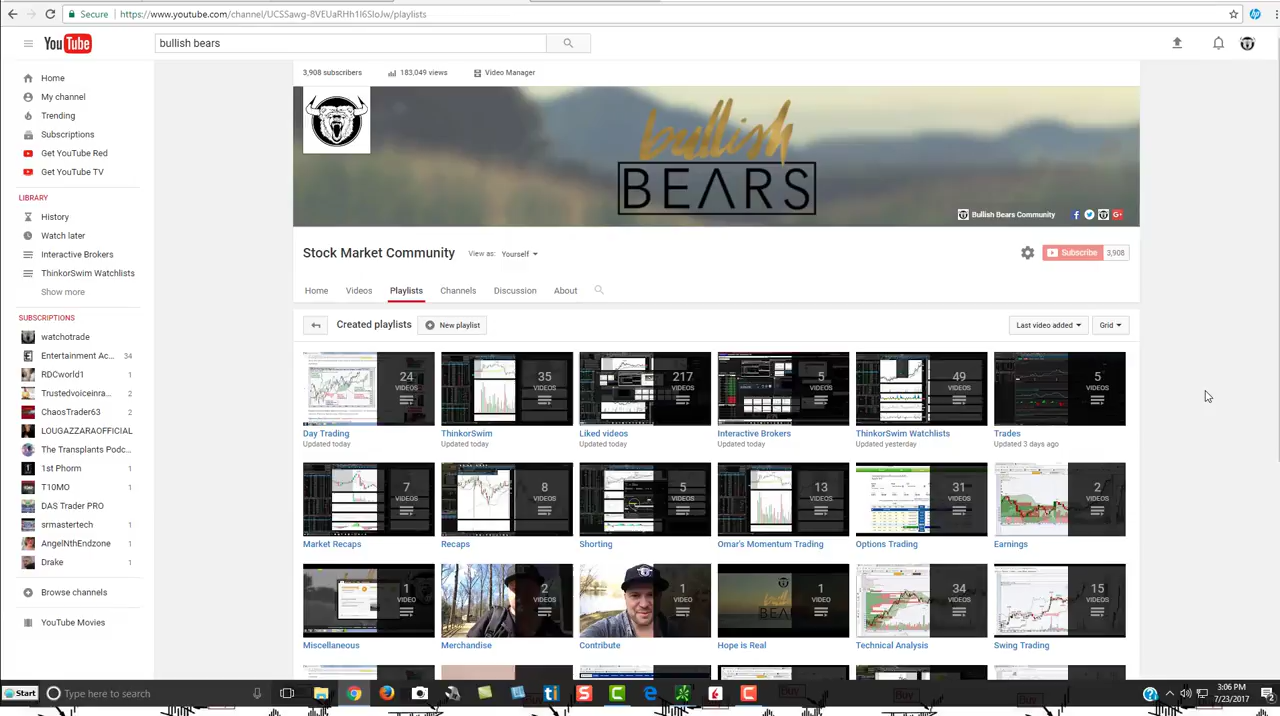 Secure https://www.youtube.com/channel/UCSSawg-8VEUaRHh1I6SIoJw/playlists
YouTube
bullish bears
Home
My channel
Trending
Subscriptions
Get YouTube Red
Get YouTube TV
LIBRARY
History
Watch later
Interactive Brokers
ThinkorSwim Watchlists
Show more
SUBSCRIPTIONS
watchotrade
Entertainment Ac... 34
RDCworld1 1
Trustedvoiceinra... 2
ChaosTrader63 2
LOUGAZZARAOFFICIAL
The Transplants Podc...
1st Phorm 1
T10MO 1
DAS Trader PRO
srmastertech 1
AngelNthEndzone 1
Drake 1
Browse channels
YouTube Movies
3,908 subscribers 183,049 views Video Manager
bullish
BEARS
Bullish Bears Community
Stock Market Community View as: Yourself
Subscribe 3,908
Home Videos Playlists Channels Discussion About
Created playlists New playlist
Last video added Grid
24 VIDEOS 35 VIDEOS 217 VIDEOS 5 VIDEOS 49 VIDEOS 5 VIDEOS
Day Trading ThinkorSwim Liked videos Interactive Brokers ThinkorSwim Watchlists Trades
Updated today Updated today Updated today Updated today Updated yesterday Updated 3 days ago
7 VIDEOS 8 VIDEOS 5 VIDEOS 13 VIDEOS 31 VIDEOS 2 VIDEOS
Market Recaps Recaps Shorting Omar's Momentum Trading Options Trading Earnings
1 VIDEO 2 VIDEOS 1 VIDEO 1 VIDEO 34 VIDEOS 15 VIDEOS
Miscellaneous Merchandise Contribute Hope is Real Technical Analysis Swing Trading
Start Type here to search
3:06 PM
7/23/2017
Buy Buy Buy